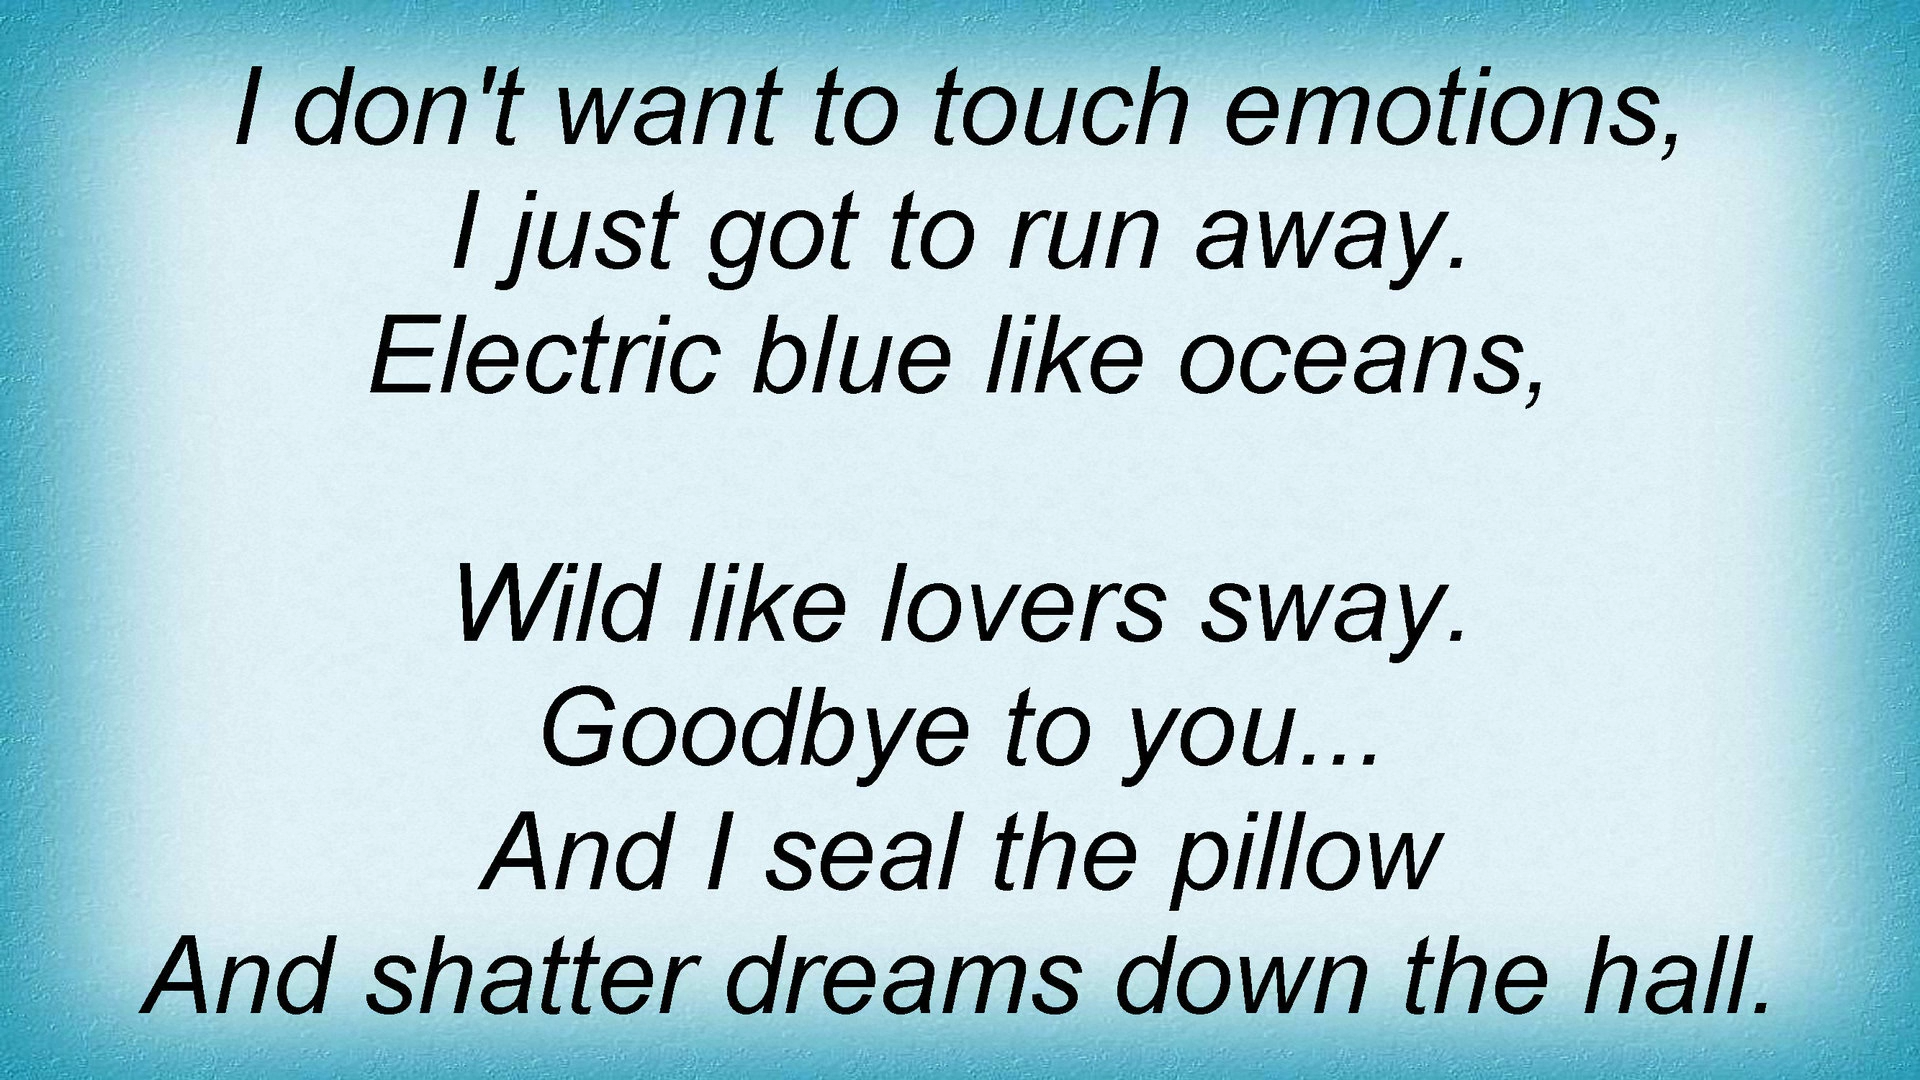 I don't want to touch emotions,
I just got to run away.
Electric blue like oceans,
Wild like lovers sway.
Goodbye to you...
And I seal the pillow
And shatter dreams down the hall.